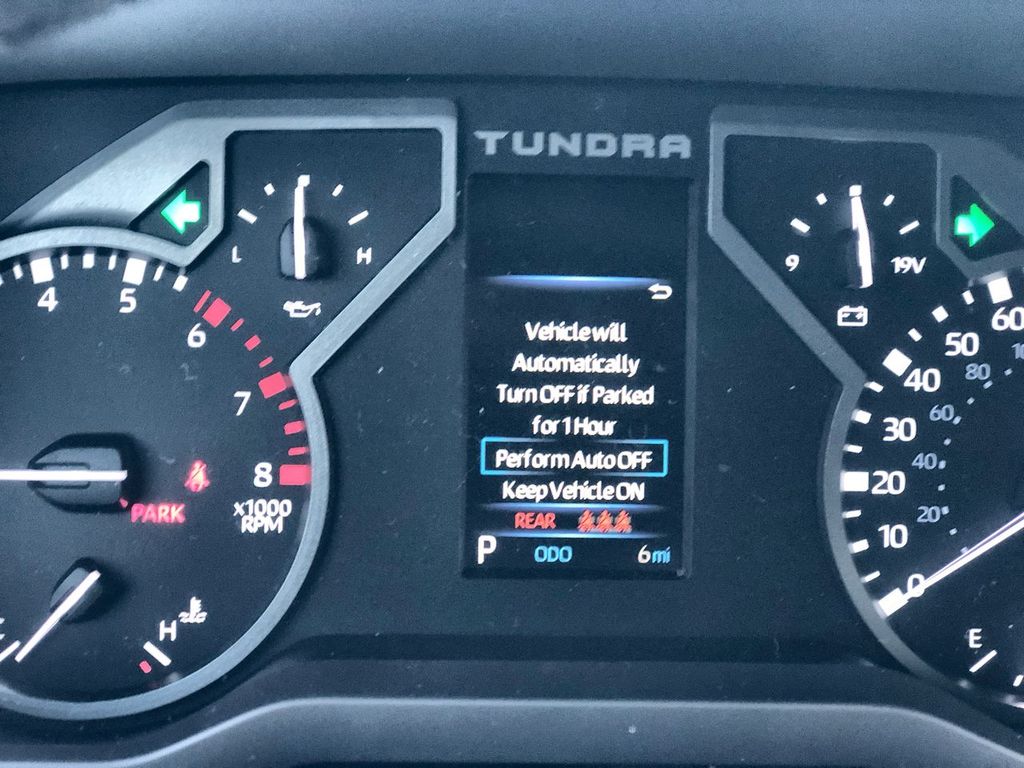 TUNDRA
4
5
6
7
8
x1000
RPM
PARK
L
H
H
Vehicle will
Automatically
Turn OFF if Parked
for 1 Hour
Perform Auto OFF
Keep Vehicle ON
REAR
P ODO 6 mi
9
19V
60
50
40
30
20
10
0
80
60
40
20
E